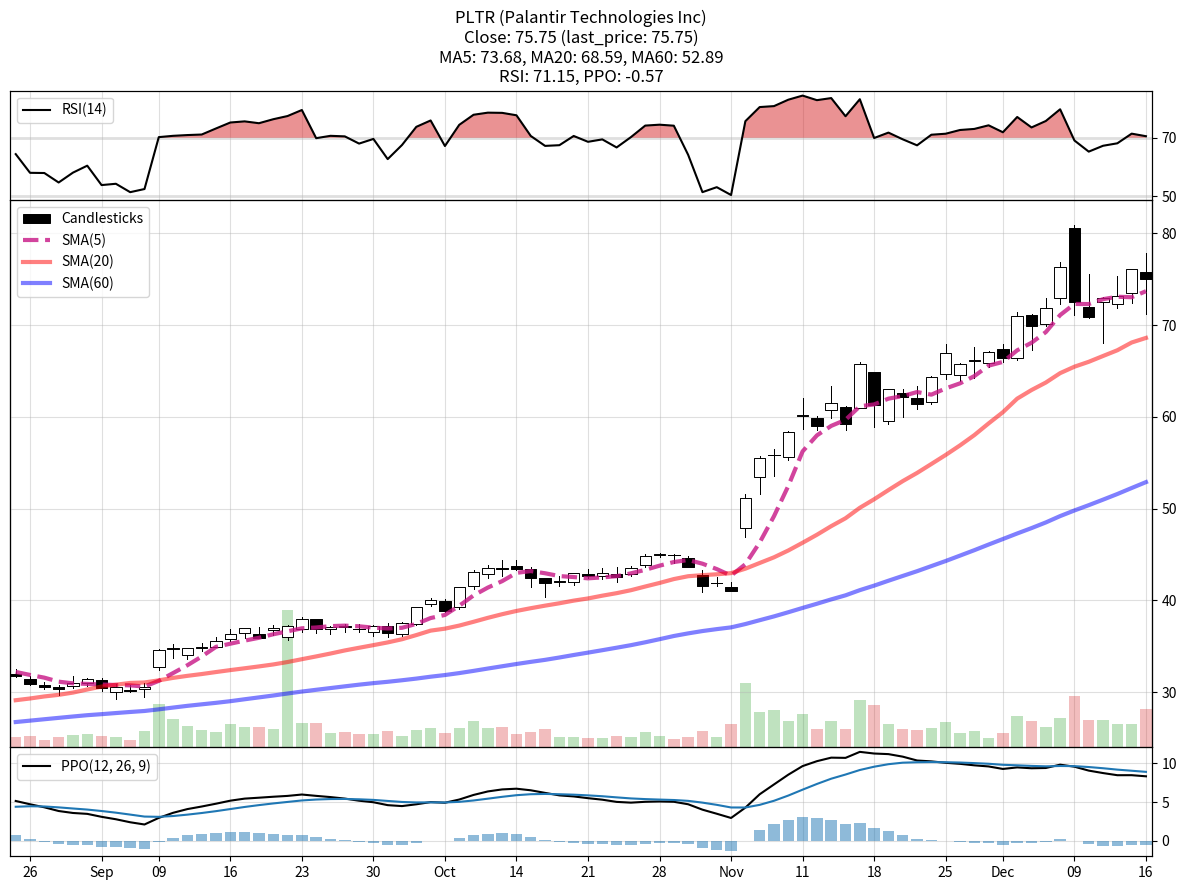 PLTR (Palantir Technologies Inc)
Close: 75.75 (last_price: 75.75)
MA5: 73.68, MA20: 68.59, MA60: 52.89
RSI: 71.15, PPO: -0.57
RSI(14)
70
50
Candlesticks
SMA(5)
SMA(20)
SMA(60)
80
70
60
50
40
30
PPO(12, 26, 9)
10
5
0
26 Sep 09 16 23 30 Oct 14 21 28 Nov 11 18 25 Dec 09 16